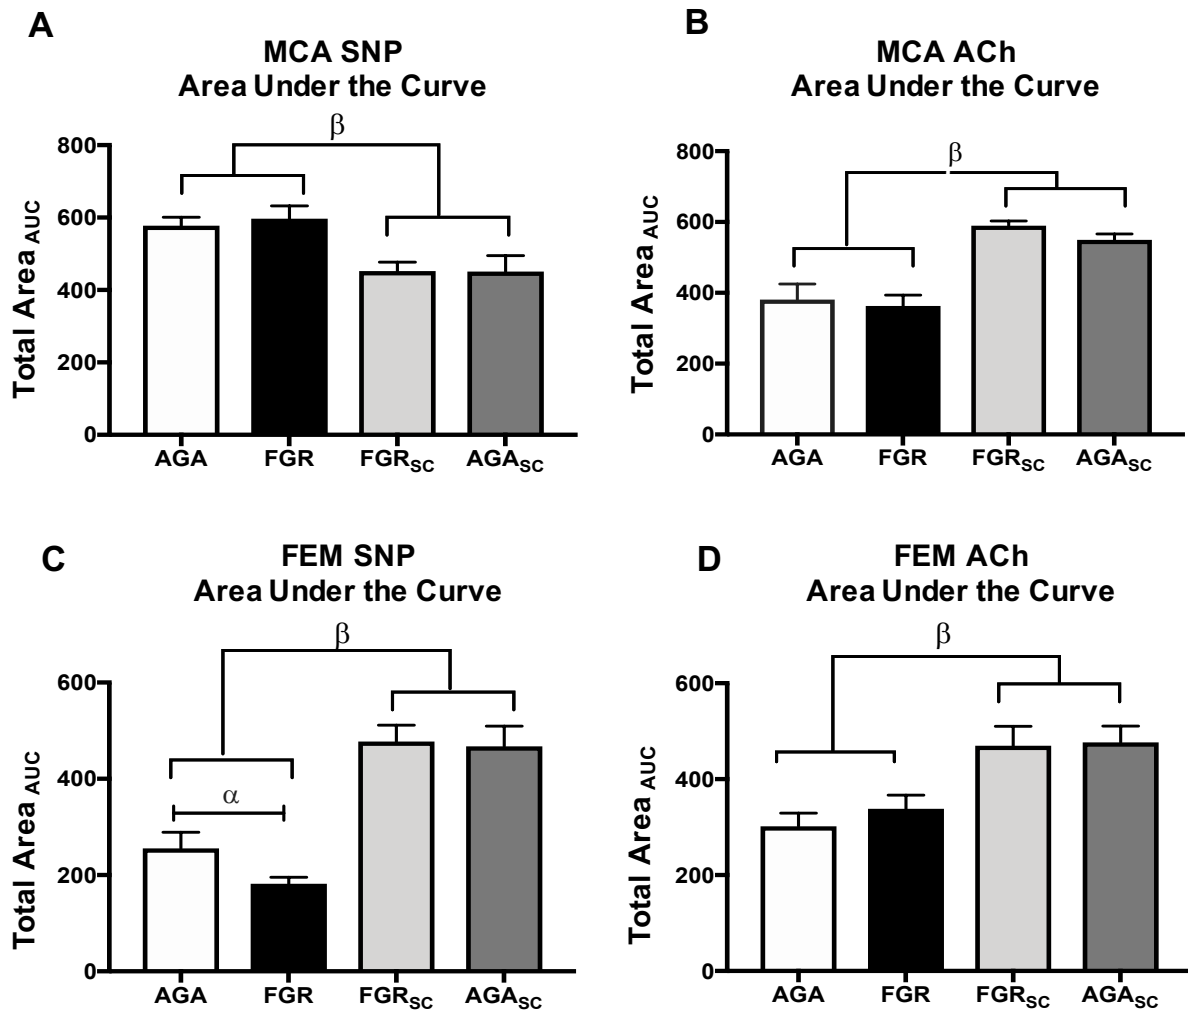 A
MCA SNP
Area Under the Curve
β
Total Area AUC
800
600
400
200
0
AGA FGR FGRSC AGASC
B
MCA ACh
Area Under the Curve
β
Total Area AUC
800
600
400
200
0
AGA FGR FGRSC AGASC
C
FEM SNP
Area Under the Curve
β
α
Total Area AUC
600
400
200
0
AGA FGR FGRSC AGASC
D
FEM ACh
Area Under the Curve
β
Total Area AUC
600
400
200
0
AGA FGR FGRSC AGASC